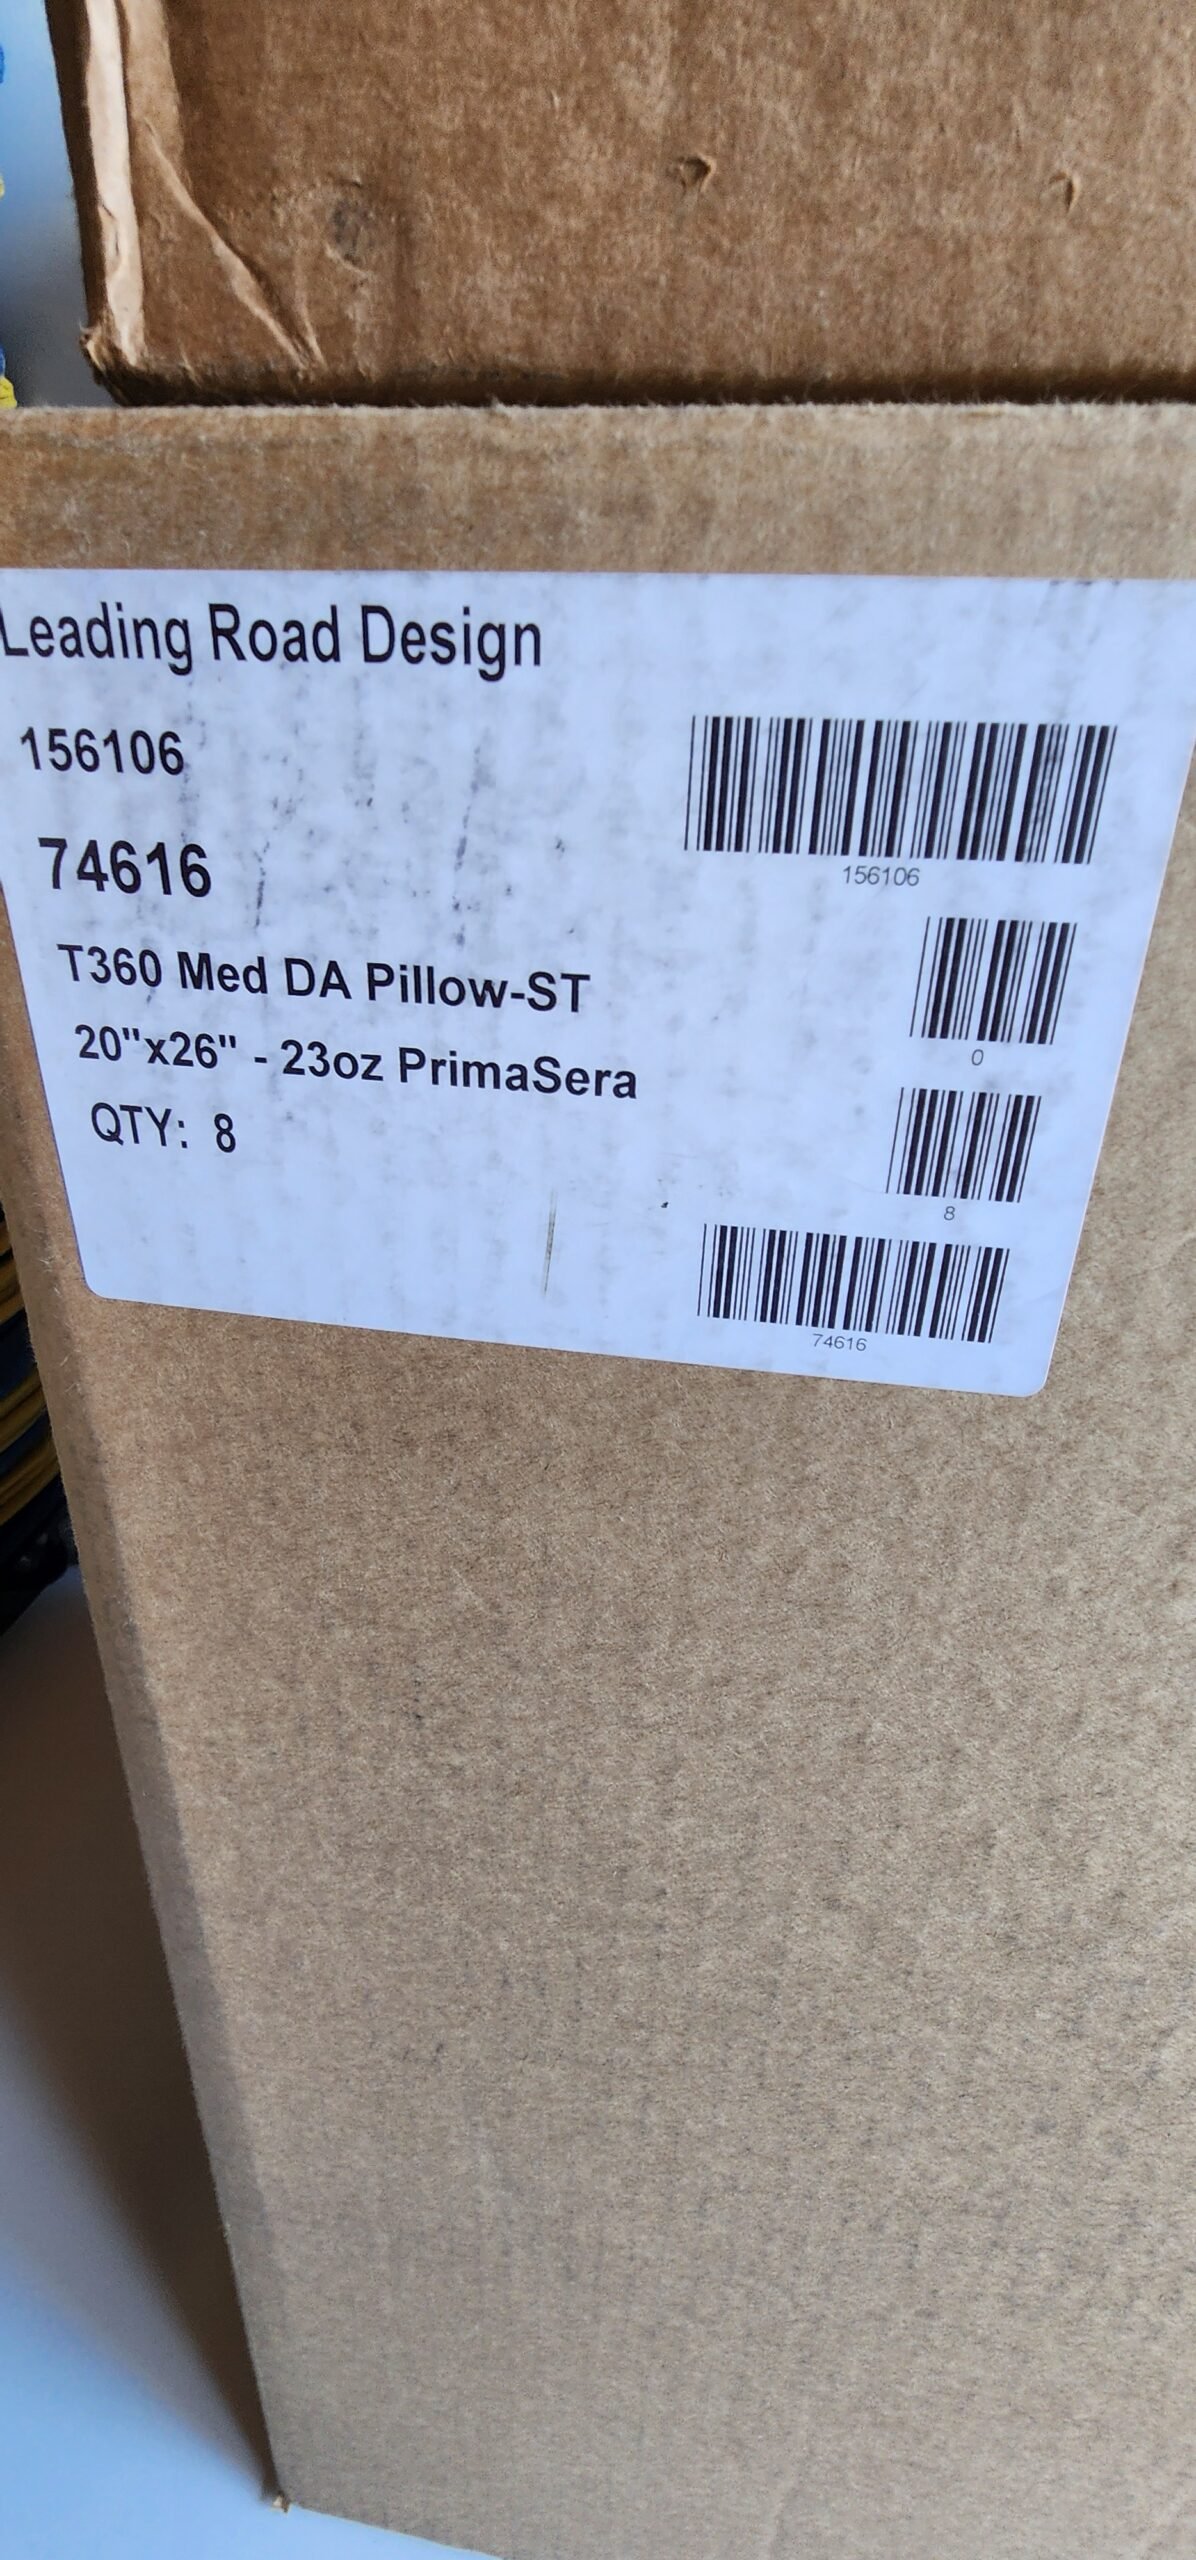 Leading Road Design
156106
156106
74616
T360 Med DA Pillow-ST
0
20"x26" - 23oz PrimaSera
QTY: 8
8
74616